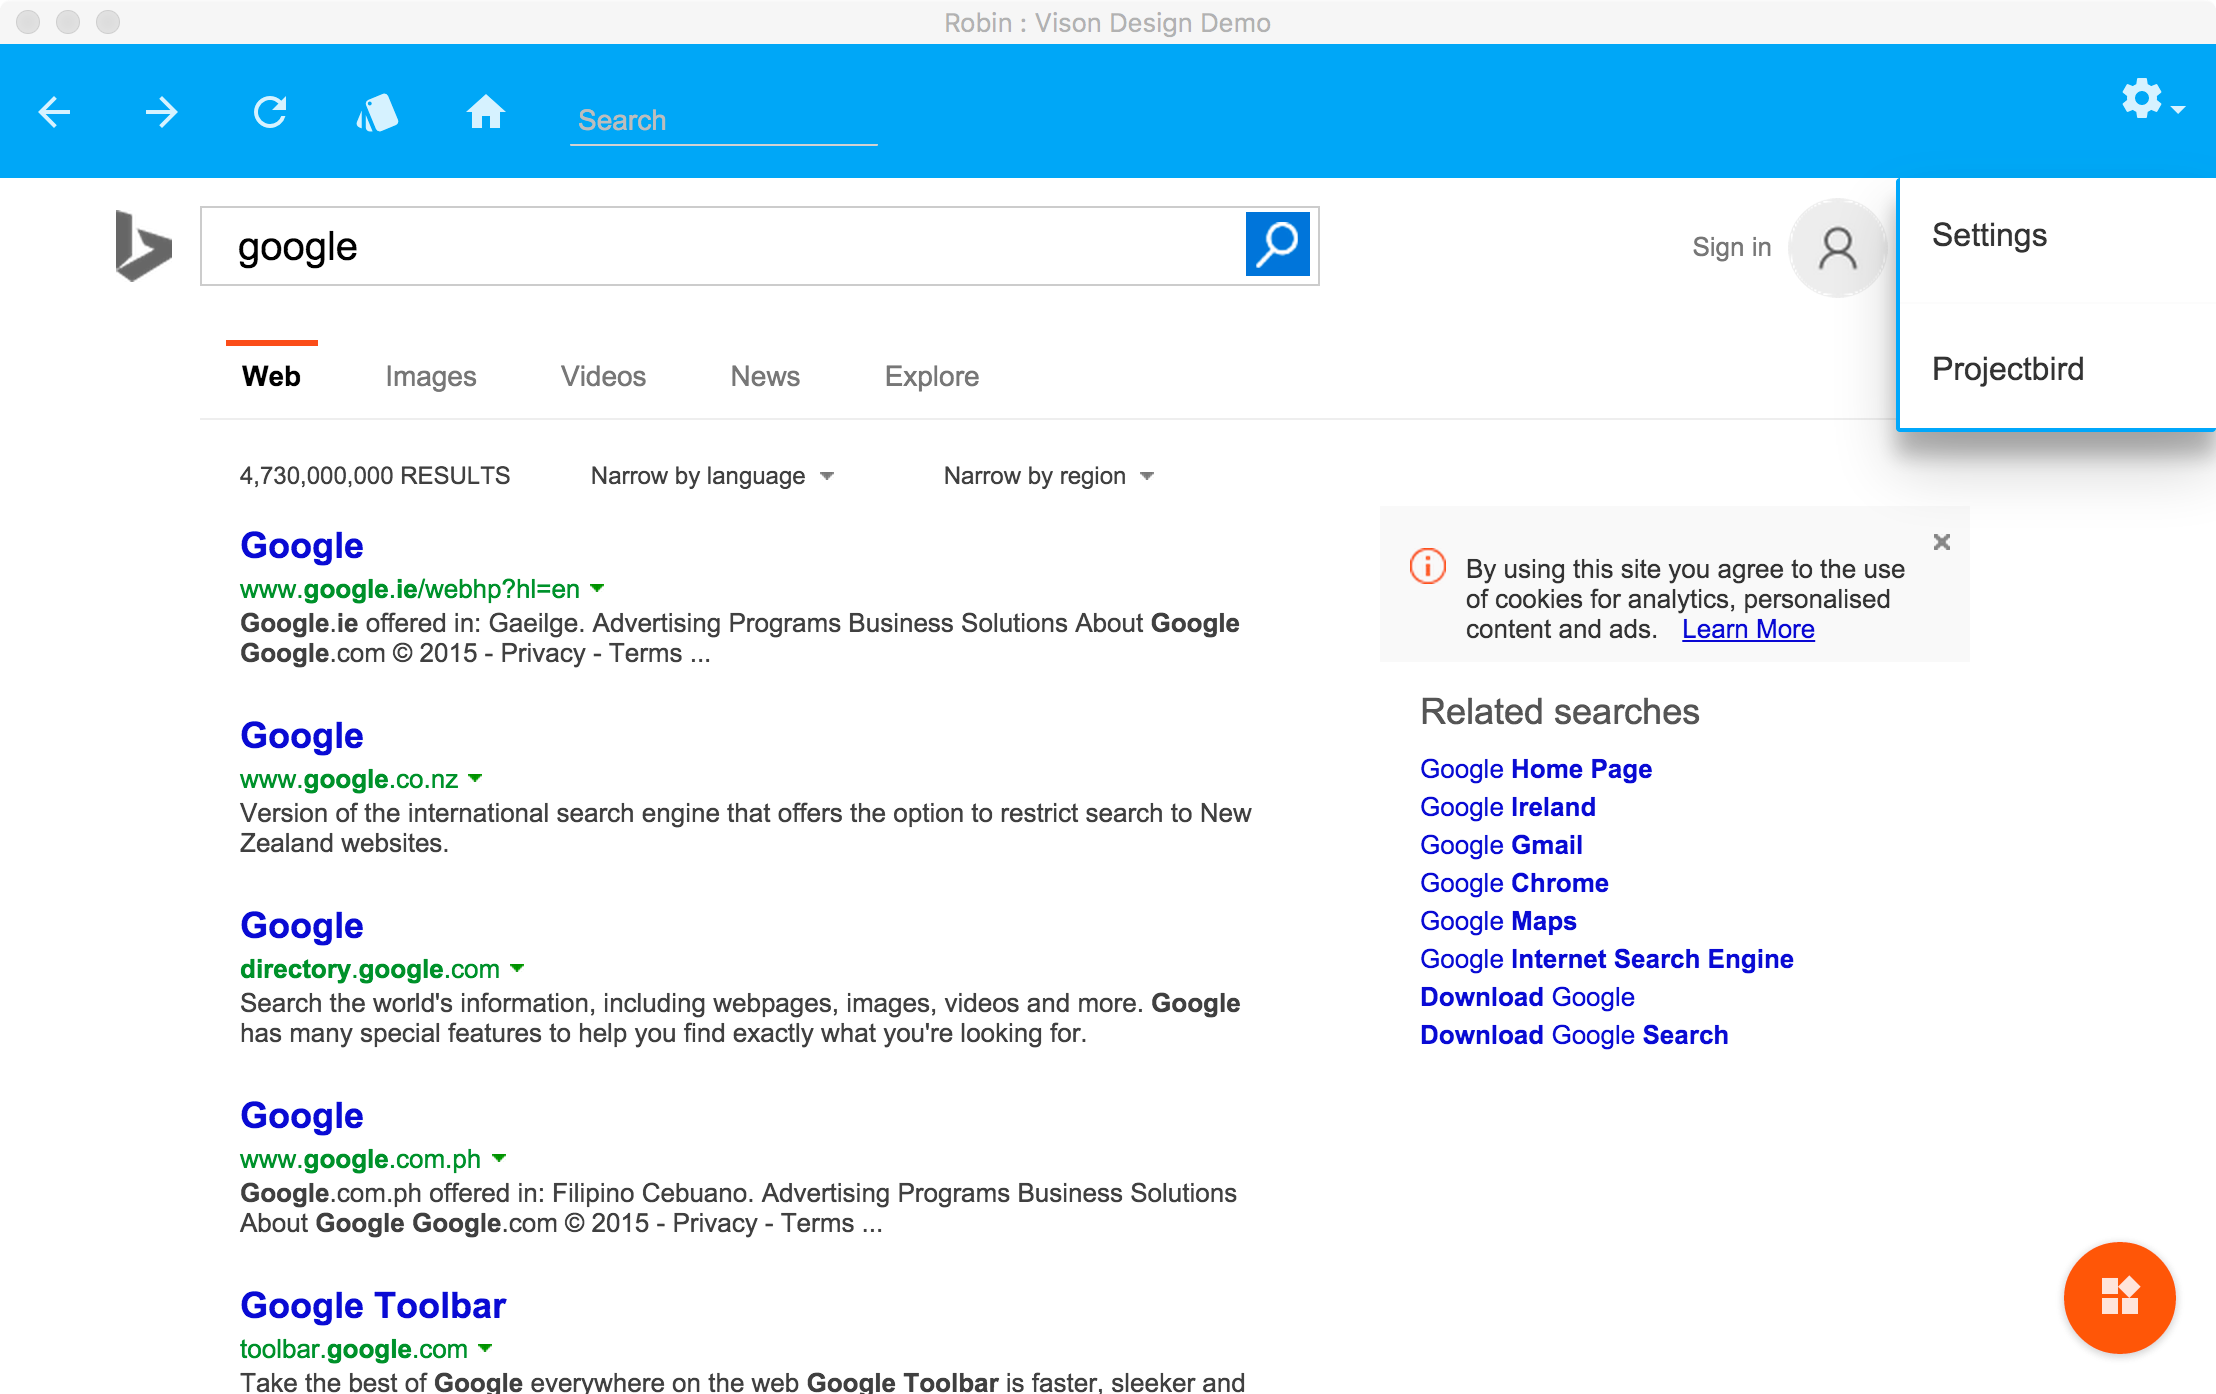 Robin : Vison Design Demo
Search
google
Sign in
Settings
Projectbird
Web Images Videos News Explore
4,730,000,000 RESULTS Narrow by language Narrow by region
Google
www.google.ie/webhp?hl=en
Google.ie offered in: Gaeilge. Advertising Programs Business Solutions About Google
Google.com © 2015 - Privacy - Terms ...
Google
www.google.co.nz
Version of the international search engine that offers the option to restrict search to New
Zealand websites.
Google
directory.google.com
Search the world's information, including webpages, images, videos and more. Google
has many special features to help you find exactly what you're looking for.
Google
www.google.com.ph
Google.com.ph offered in: Filipino Cebuano. Advertising Programs Business Solutions
About Google Google.com © 2015 - Privacy - Terms ...
Google Toolbar
toolbar.google.com
Take the best of Google everywhere on the web Google Toolbar is faster, sleeker and
By using this site you agree to the use
of cookies for analytics, personalised
content and ads. Learn More
Related searches
Google Home Page
Google Ireland
Google Gmail
Google Chrome
Google Maps
Google Internet Search Engine
Download Google
Download Google Search